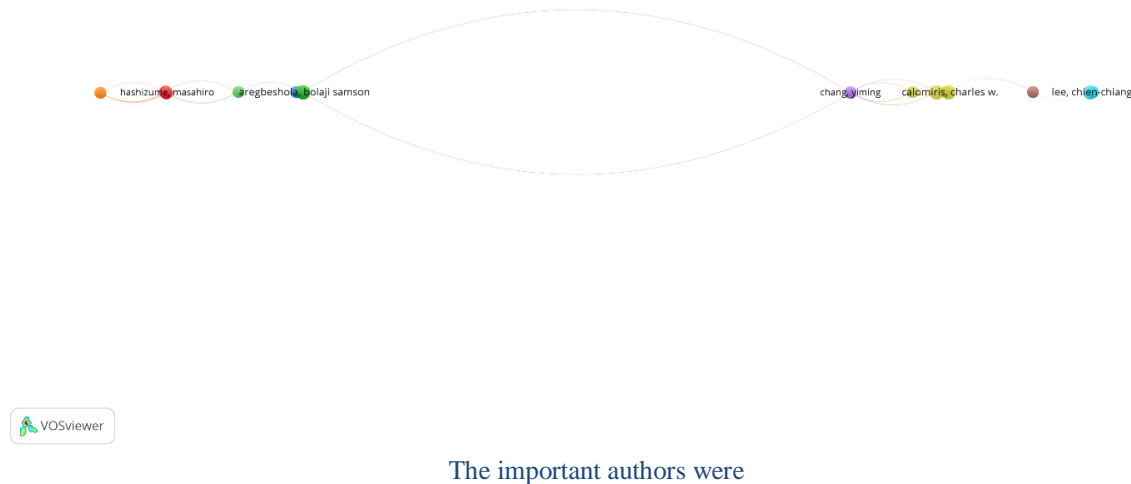 hashizume, masahiro
aregbeshola, bolaji samson
chang, yiming
calomiris, charles w.
lee, chien-chiang
VOSviewer
The important authors were